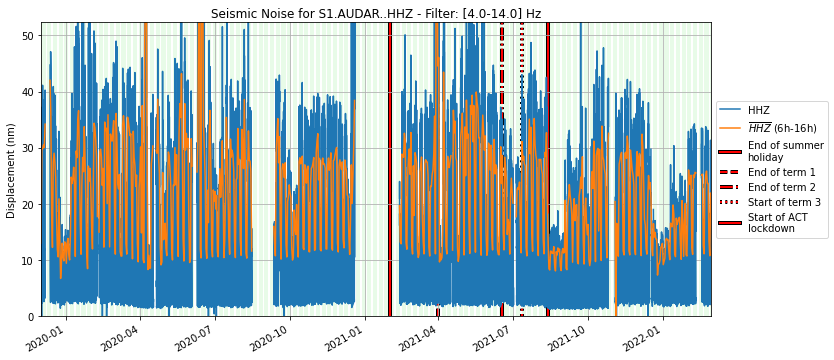 Seismic Noise for S1.AUDAR..HHZ - Filter: [4.0-14.0] Hz
Displacement (nm)
50
40
30
20
10
0
2020-01
2020-04
2020-07
2020-10
2021-01
2021-04
2021-07
2021-10
2022-01
HHZ
HHZ (6h-16h)
End of summer
holiday
End of term 1
End of term 2
Start of term 3
Start of ACT
lockdown